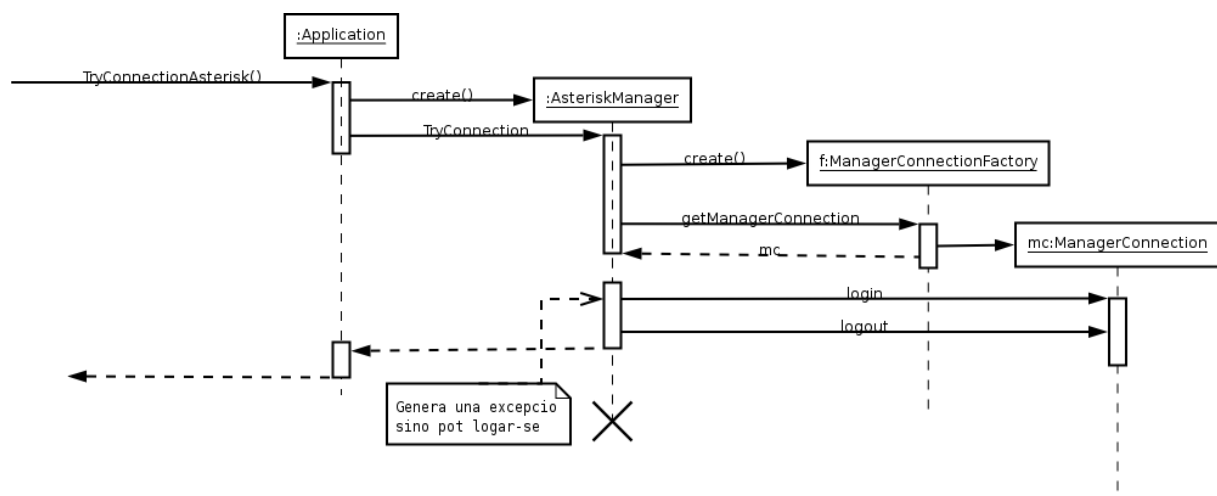 :Application
TryConnectionAsterisk()
create()
:AsteriskManager
TryConnection
create()
f:ManagerConnectionFactory
getManagerConnection
mc:ManagerConnection
mc
login
logout
Genera una excepcio
sino pot logar-se